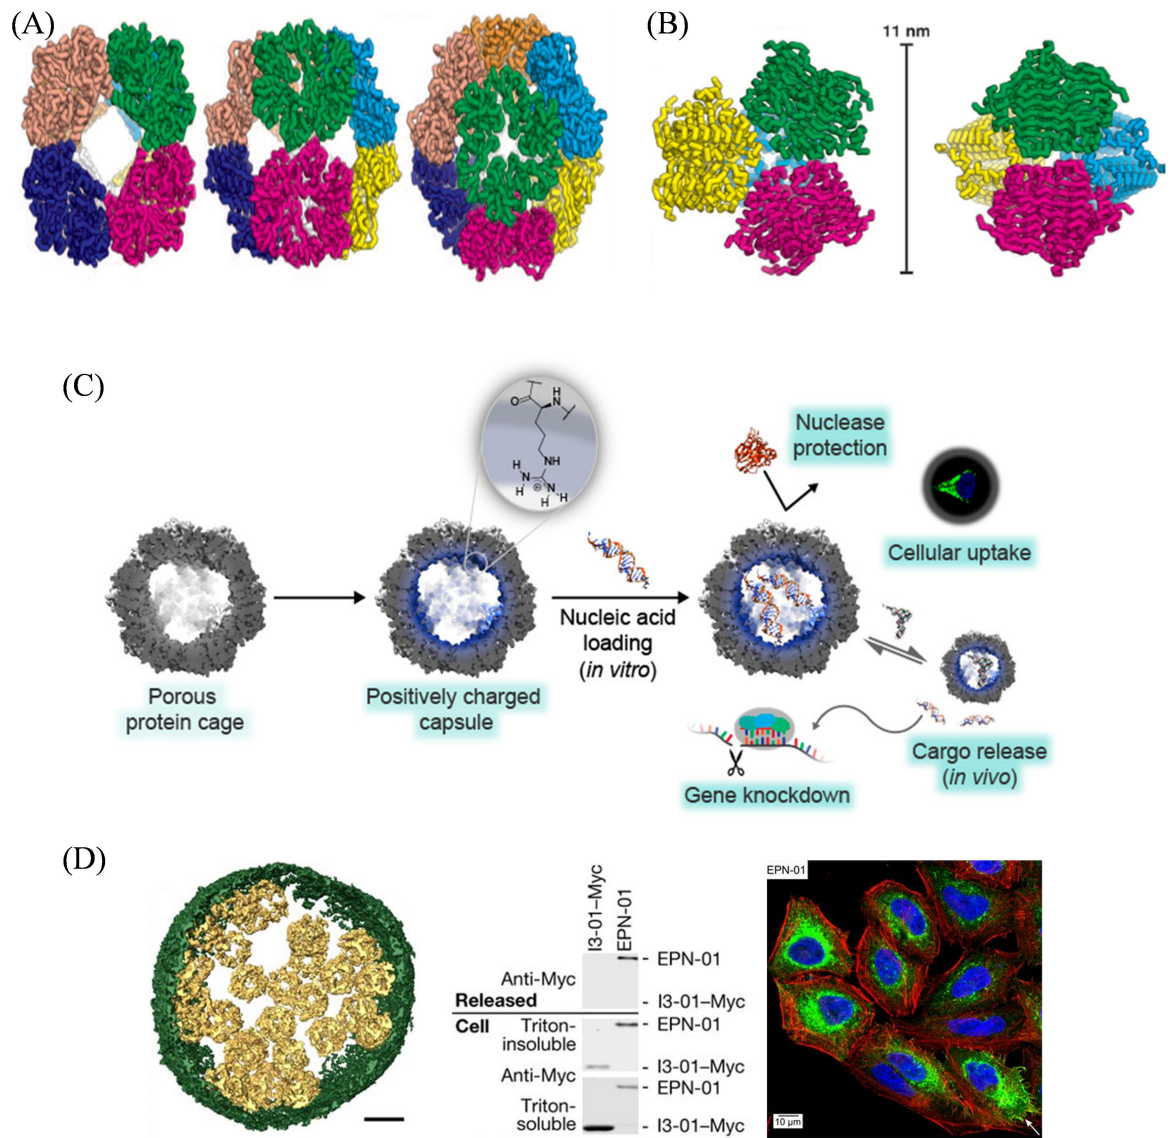 (A)
(B)
11 nm
(C)
O
H
N
NH
H
N
H
N
H
H
⊕
Nuclease
protection
Cellular uptake
Nucleic acid
loading
(in vitro)
Porous
protein cage
Positively charged
capsule
Cargo release
(in vivo)
Gene knockdown
(D)
I3-01–Myc
EPN-01
Anti-Myc
Released
- EPN-01
- I3-01–Myc
Cell
Triton-
insoluble
- EPN-01
Anti-Myc
- I3-01–Myc
- EPN-01
Triton-
soluble
- I3-01–Myc
EPN-01
10 µm